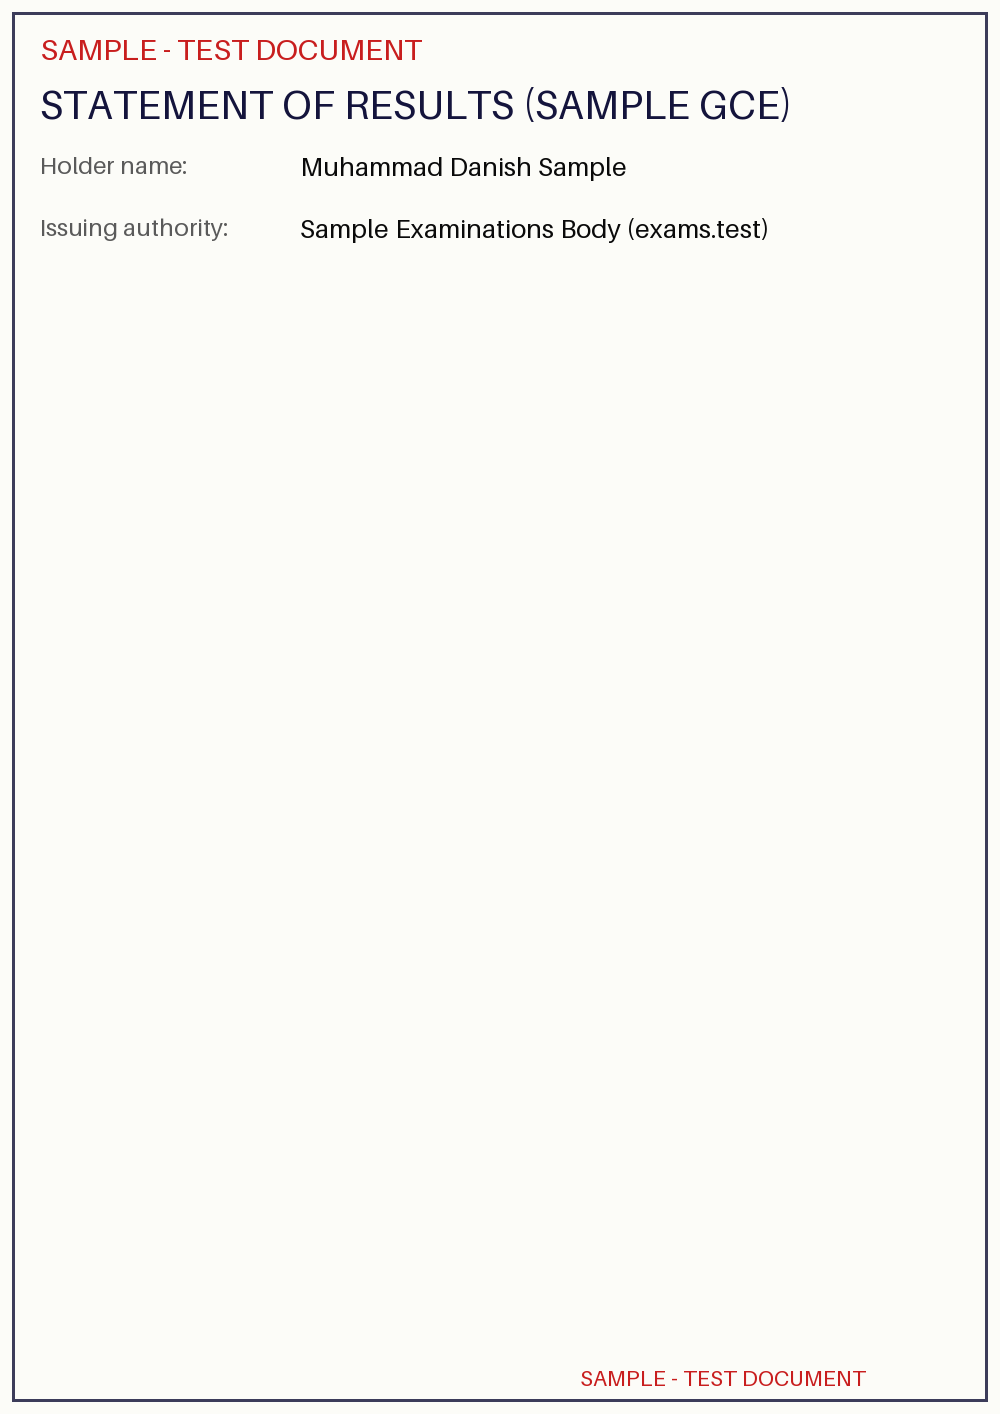 SAMPLE - TEST DOCUMENT
STATEMENT OF RESULTS (SAMPLE GCE)
Holder name: Muhammad Danish Sample
Issuing authority: Sample Examinations Body (exams.test)
SAMPLE - TEST DOCUMENT